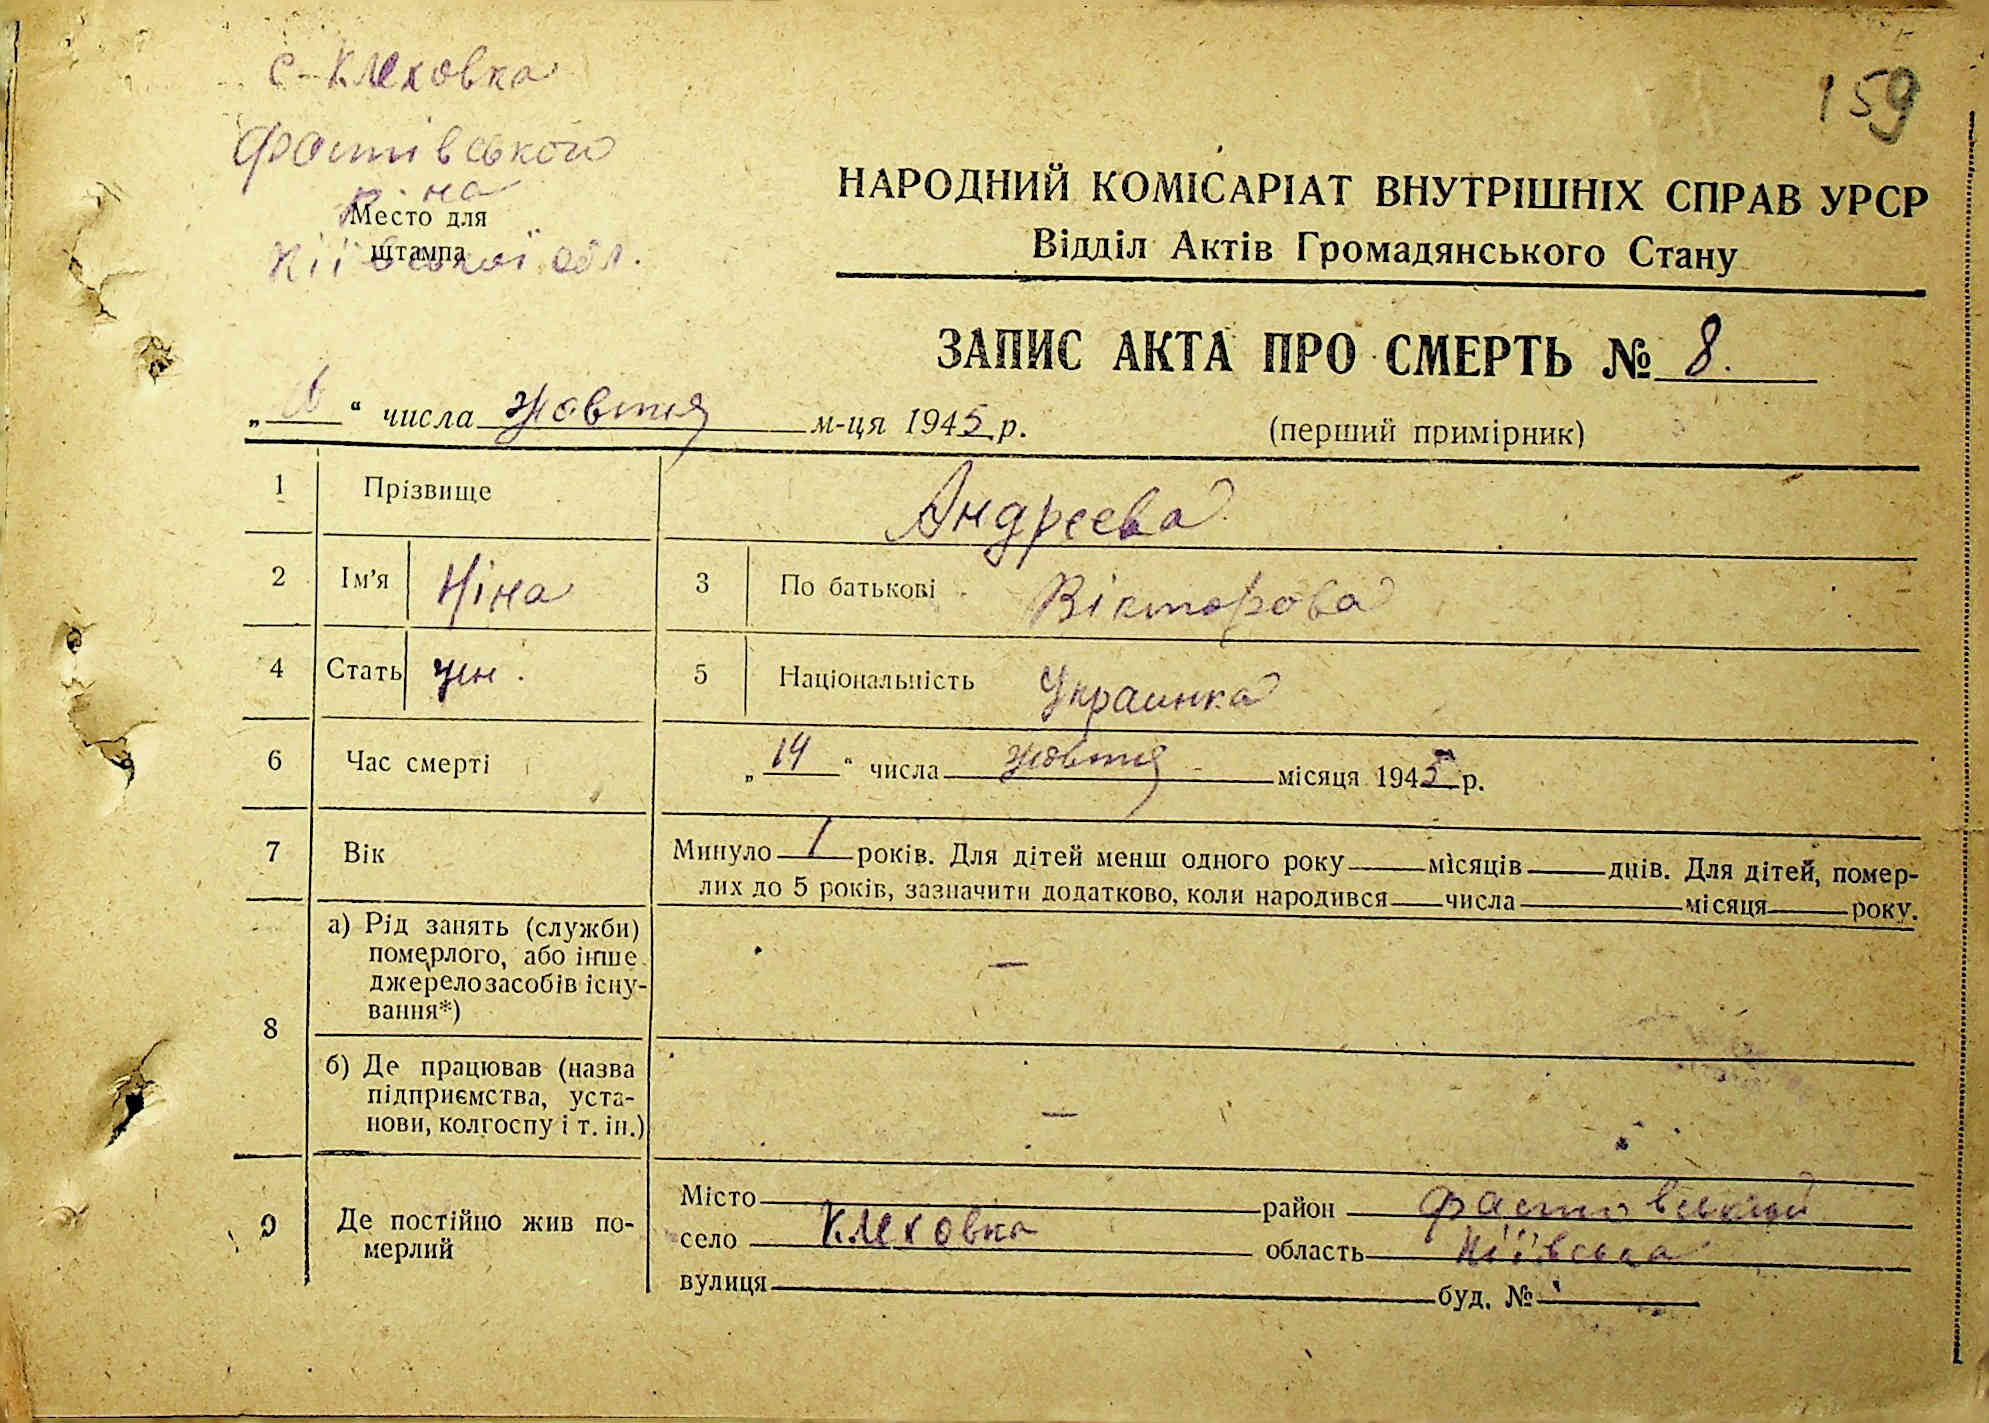 159
с. Клеховка
Фастівського
р-на
Київської обл.
Место для
штампа
НАРОДНИЙ КОМІСАРІАТ ВНУТРІШНІХ СПРАВ УРСР
Відділ Актів Громадянського Стану
ЗАПИС АКТА ПРО СМЕРТЬ № 8.
„ “ числа жовтня м-ця 1945 р.
(перший примірник)
1 Прізвище Андреева
2 Ім'я Ніна 3 По батькові Вікторова
4 Стать жін. 5 Національність Украинка
6 Час смерті „14“ числа жовтня місяця 1945 р.
7 Вік Минуло 1 років. Для дітей менш одного року місяців днів. Для дітей, помер-
лих до 5 років, зазначити додатково, коли народився числа місяця року.
8 а) Рід занять (служби) —
померлого, або інше
джерело засобів існу-
вання*)
б) Де працював (назва —
підприємства, уста-
нови, колгоспу і т. ін.)
9 Де постійно жив по-
мерлий
Місто район Фастовський
село Клеховка область Київська
вулиця буд. №